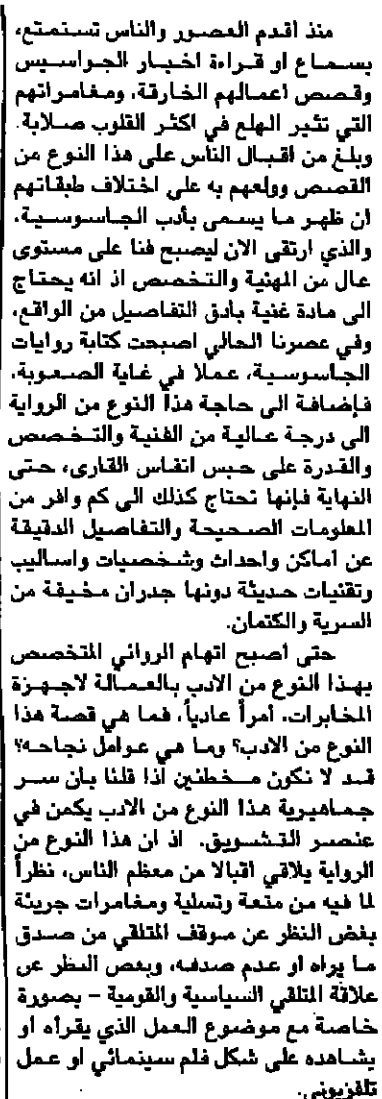 منذ اقدم العصور والناس تستمتع،
بسماع او قراءة اخبار الجواسيس
وقصص اعمالهم الخارقة، ومغامراتهم
التي تثير الهلع في اكثر القلوب صلابة.
وبلغ من اقبال الناس على هذا النوع من
القصص وولعهم به على اختلاف طبقاتهم
ان ظهر ما يسمى بأدب الجاسوسية،
والذي ارتقى الان ليصبح فنا على مستوى
عال من المهنية والتخصص اذ انه يحتاج
الى مادة غنية بأدق التفاصيل من الواقع،
وفي عصرنا الحالي اصبحت كتابة روايات
الجاسوسية، عملا في غاية الصعوبة،
فإضافة الى حاجة هذا النوع من الرواية
الى درجة عالية من الفنية والتخصص
والقدرة على حبس انفاس القارى، حتى
النهاية فإنها تحتاج كذلك الى كم وافر من
المعلومات الصحيحة والتفاصيل الدقيقة
عن اماكن واحداث وشخصيات واساليب
وتقنيات حديثة دونها جدران مخيفة من
السرية والكتمان.
حتى اصبح اتهام الروائي المتخصص
بهذا النوع من الادب بالعمالة لاجهزة
المخابرات، امرأ عادياً، فما هي قصة هذا
النوع من الادب؟ وما هي عوامل نجاحه؟
قد لا نكون مخطئين اذا قلنا بان سر
جماهيرية هذا النوع من الادب يكمن في
عنصر التشويق. اذ ان هذا النوع من
الرواية يلاقي اقبالا من معظم الناس، نظراً
لما فيه من متعة وتسلية ومغامرات جريئة
بغض النظر عن موقف المتلقي من صدق
ما يراه او عدم صدقه، وبغض النظر عن
علاقة المتلقي السياسية والقومية - بصورة
خاصة مع موضوع العمل الذي يقرأه او
يشاهده على شكل فلم سينمائي او عمل
تلفزيوني.